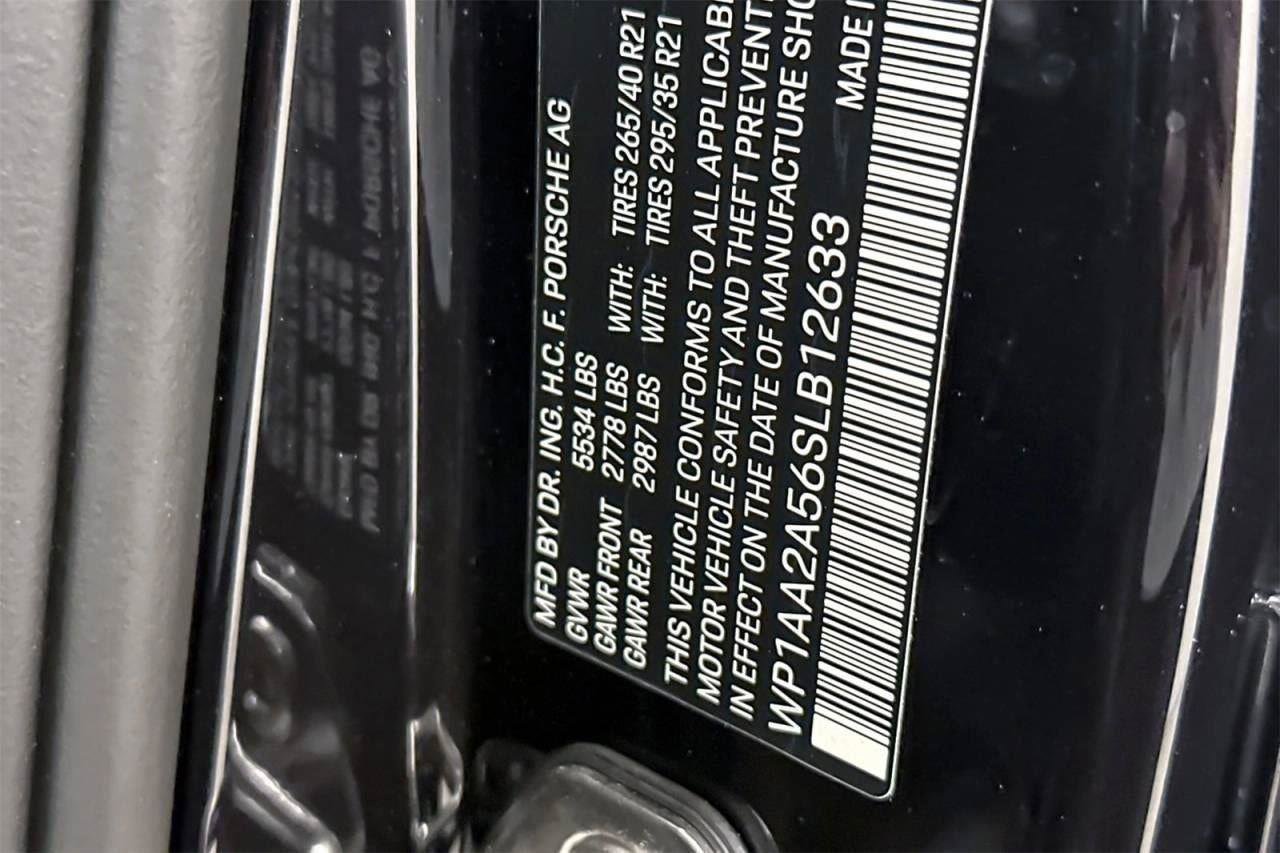 MFD BY DR. ING. H.C. F. PORSCHE AG
GVWR 5534 LBS
GAWR FRONT 2778 LBS WITH: TIRES 265/40 R21
GAWR REAR 2987 LBS WITH: TIRES 295/35 R21
THIS VEHICLE CONFORMS TO ALL APPLICAB
MOTOR VEHICLE SAFETY AND THEFT PREVENTI
IN EFFECT ON THE DATE OF MANUFACTURE SHO
WP1AA2A56SLB12633 MADE I